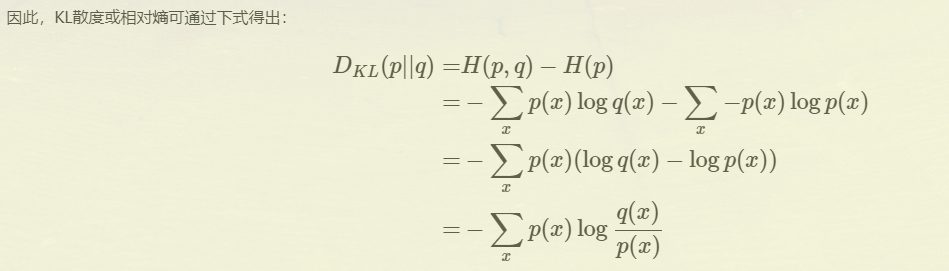 因此，KL散度或相对熵可通过下式得出：
D_{KL}(p||q) =H(p,q) − H(p)
=− ∑_x p(x) log q(x) − ∑_x −p(x) log p(x)
=− ∑_x p(x)(log q(x) − log p(x))
=− ∑_x p(x) log \frac{q(x)}{p(x)}